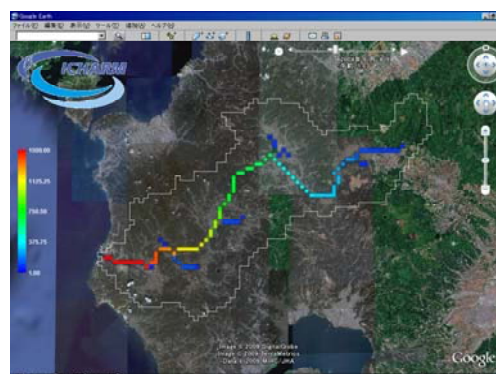 Google Earth
ファイル(F) 編集(E) 表示(V) ツール(T) 追加(A) ヘルプ(H)
ICHARM
1500.00
1125.25
750.50
375.75
1.00
Image © 2009 DigitalGlobe
Image © 2009 TerraMetrics
Data © 2009 MIRC/JHA
Google